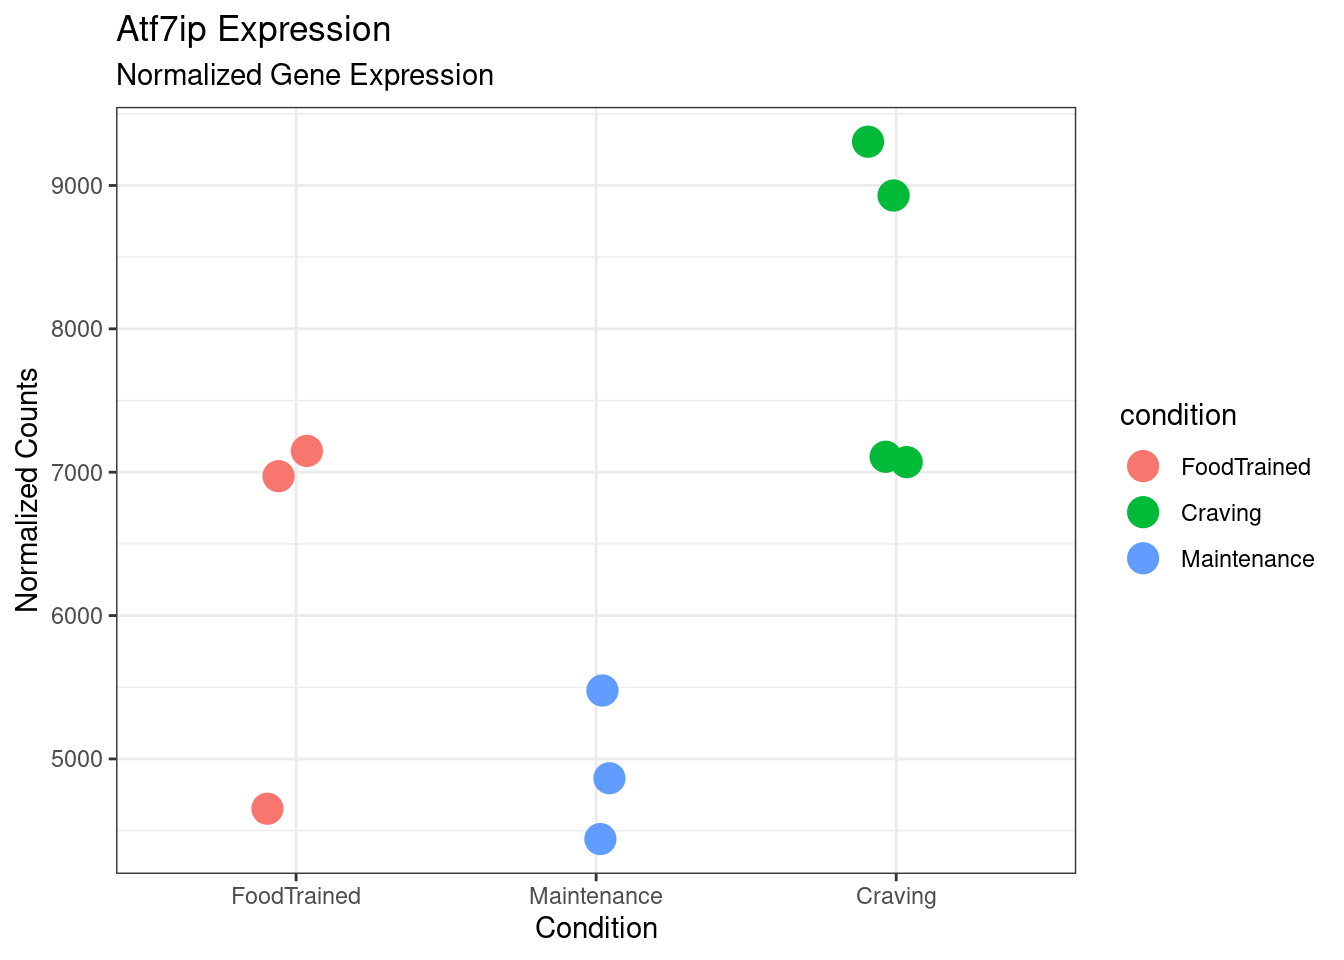 Atf7ip Expression
Normalized Gene Expression
Normalized Counts
9000
8000
7000
6000
5000
FoodTrained
Maintenance
Craving
Condition
condition
FoodTrained
Craving
Maintenance